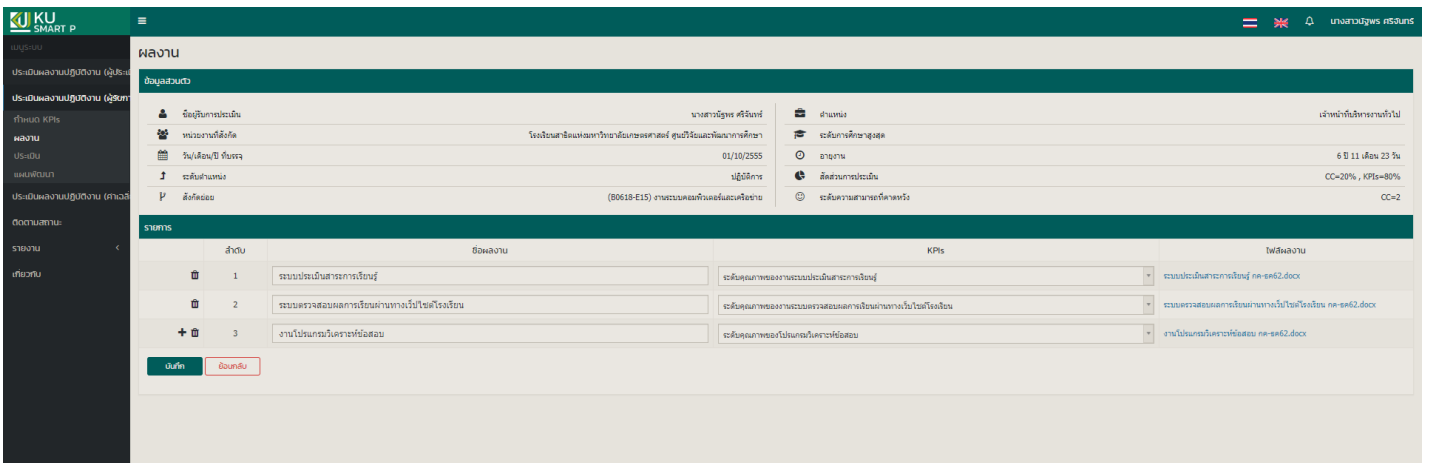 KU
SMART P
นางสาวนัฐพร ศรีจันทร์
เมนูระบบ
ประเมินผลงานปฏิบัติงาน (ผู้ประเมิ
ประเมินผลงานปฏิบัติงาน (ผู้รับกา
กำหนด KPIs
ผลงาน
ประเมิน
แผนพัฒนา
ประเมินผลงานปฏิบัติงาน (ค่าเฉลี่
ติดตามสถานะ
รายงาน
เกี่ยวกับ
ผลงาน
ข้อมูลส่วนตัว
ชื่อผู้รับการประเมิน นางสาวนัฐพร ศรีจันทร์ ตำแหน่ง เจ้าหน้าที่บริหารงานทั่วไป
หน่วยงานที่สังกัด โรงเรียนสาธิตแห่งมหาวิทยาลัยเกษตรศาสตร์ ศูนย์วิจัยและพัฒนาการศึกษา ระดับการศึกษาสูงสุด
วัน/เดือน/ปี ที่บรรจุ 01/10/2555 อายุงาน 6 ปี 11 เดือน 23 วัน
ระดับตำแหน่ง ปฏิบัติการ สัดส่วนการประเมิน CC=20% , KPIs=80%
สังกัดย่อย (B0618-E15) งานระบบคอมพิวเตอร์และเครือข่าย ระดับความสามารถที่คาดหวัง CC=2
รายการ
ลำดับ ชื่อผลงาน KPIs ไฟล์ผลงาน
1 ระบบประเมินสาระการเรียนรู้ ระดับคุณภาพของงานระบบประเมินสาระการเรียนรู้ ระบบประเมินสาระการเรียนรู้ กค-ธค62.docx
2 ระบบตรวจสอบผลการเรียนผ่านทางเว็บไซต์โรงเรียน ระดับคุณภาพของงานระบบตรวจสอบผลการเรียนผ่านทางเว็บไซต์โรงเรียน ระบบตรวจสอบผลการเรียนผ่านทางเว็บไซต์โรงเรียน กค-ธค62.docx
3 งานโปรแกรมวิเคราะห์ข้อสอบ ระดับคุณภาพของโปรแกรมวิเคราะห์ข้อสอบ งานโปรแกรมวิเคราะห์ข้อสอบ กค-ธค62.docx
บันทึก ย้อนกลับ